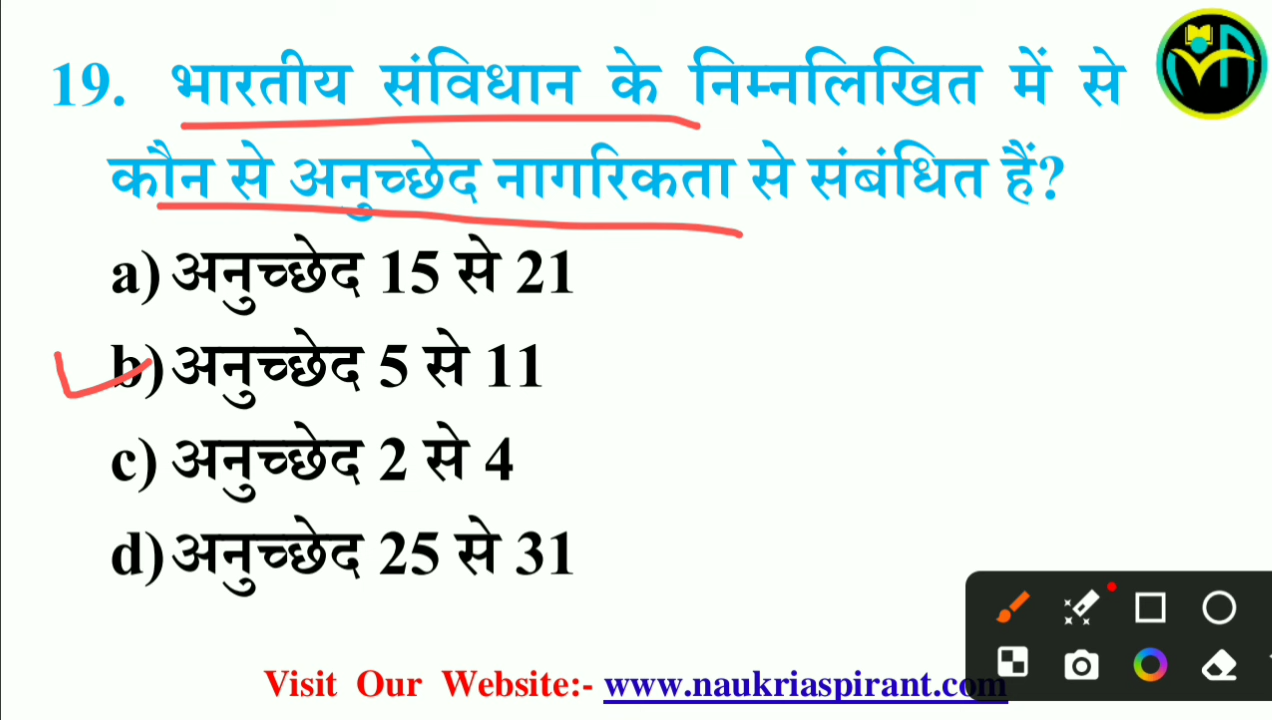 19. भारतीय संविधान के निम्नलिखित में से
कौन से अनुच्छेद नागरिकता से संबंधित हैं?
a) अनुच्छेद 15 से 21
b) अनुच्छेद 5 से 11
c) अनुच्छेद 2 से 4
d) अनुच्छेद 25 से 31
Visit Our Website:- www.naukriaspirant.com